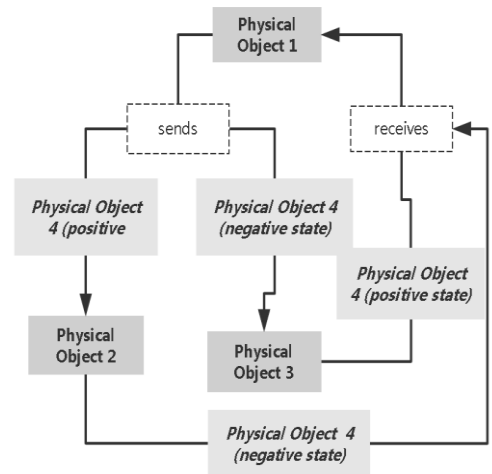 Physical
Object 1
sends
receives
Physical Object
4 (positive
Physical Object 4
(negative state)
Physical Object
4 (positive state)
Physical
Object 2
Physical
Object 3
Physical Object 4
(negative state)